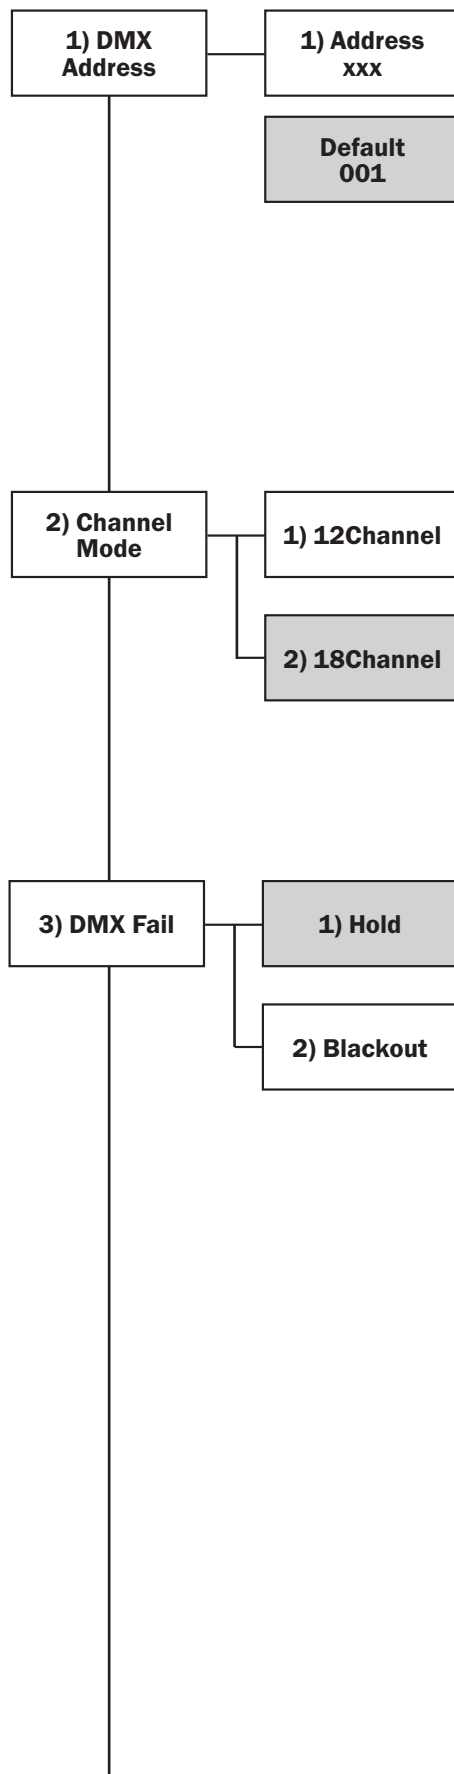 1) DMX
Address
1) Address
xxx
Default
001
2) Channel
Mode
1) 12Channel
2) 18Channel
3) DMX Fail
1) Hold
2) Blackout